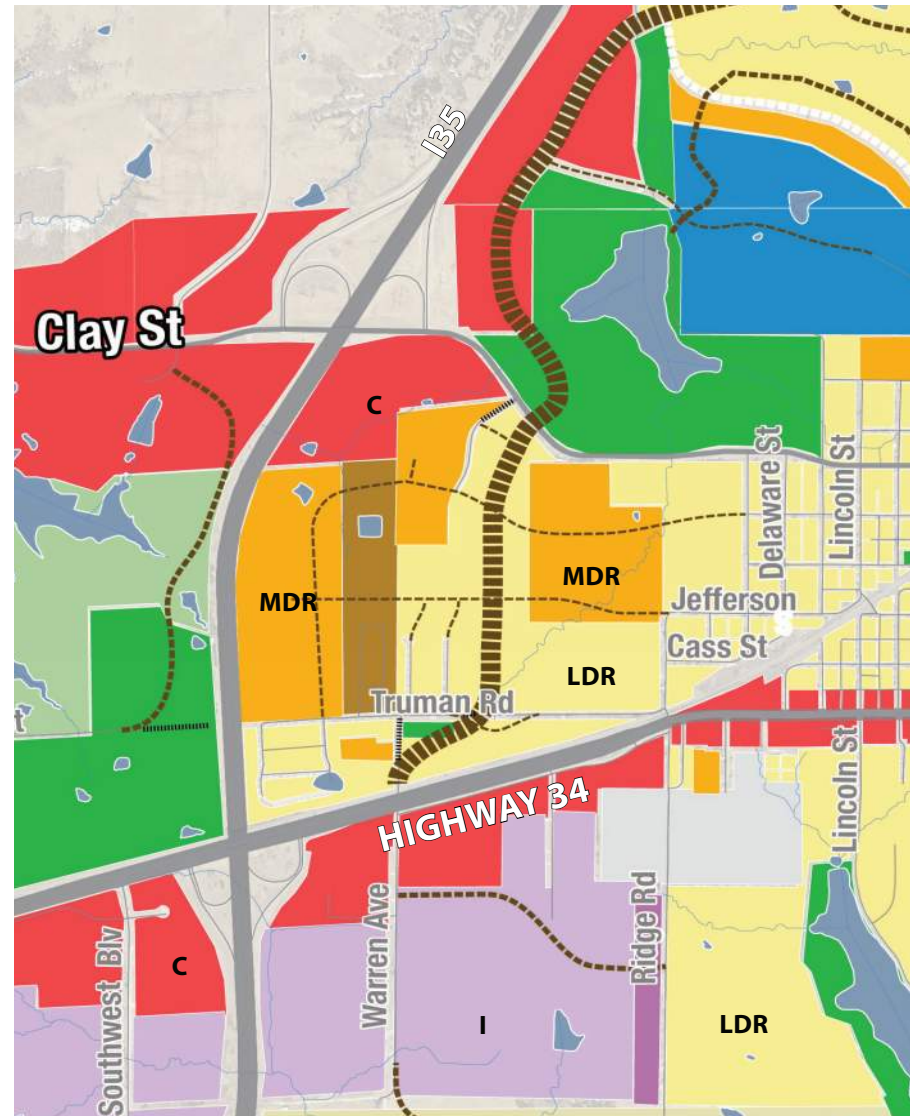 I35
Clay St
C
Delaware St
Lincoln St
MDR
MDR
Jefferson
Cass St
LDR
Truman Rd
t
HIGHWAY 34
Lincoln St
Warren Ave
Ridge Rd
Southwest Blv
C
I
LDR